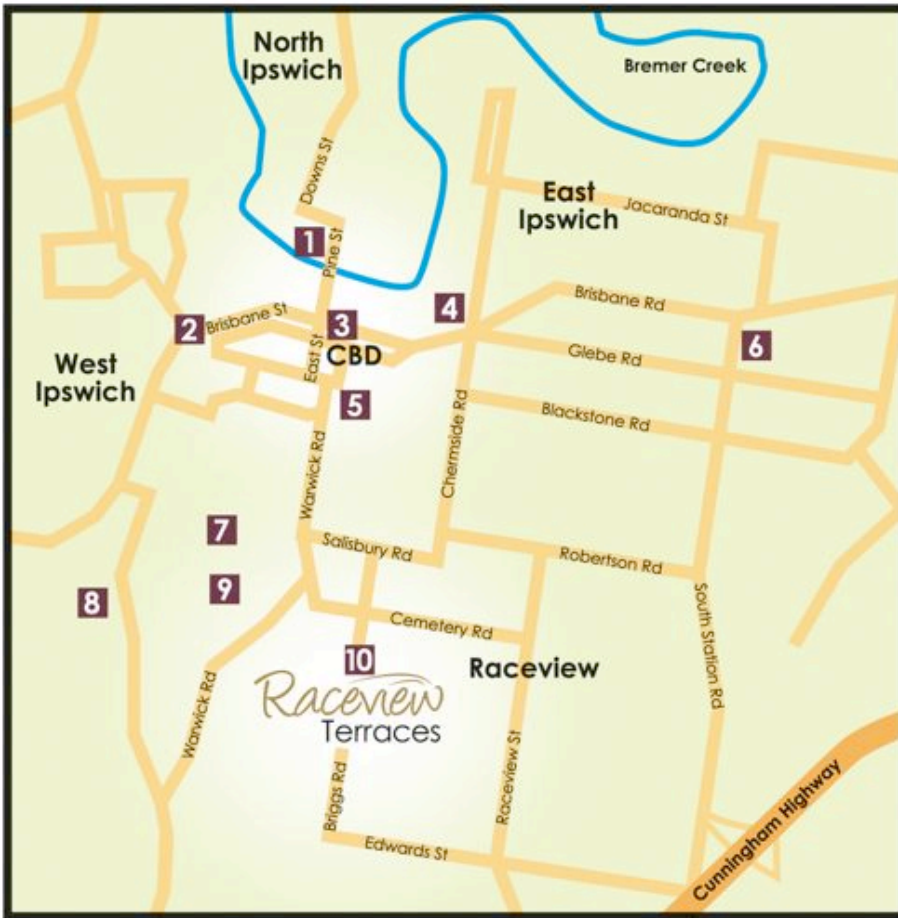 North
Ipswich
Bremer Creek
Downs St
East
Ipswich
Jacaranda St
1
Pine St
Brisbane Rd
4
2
Brisbane St
3
6
East St
CBD
Glebe Rd
West
Ipswich
5
Blackstone Rd
Warwick Rd
Chermside Rd
7
Salisbury Rd
Robertson Rd
8
9
Cemetery Rd
South Station Rd
10
Raceview
Raceview
Terraces
Warwick Rd
Briggs Rd
Raceview St
Cunningham Highway
Edwards St